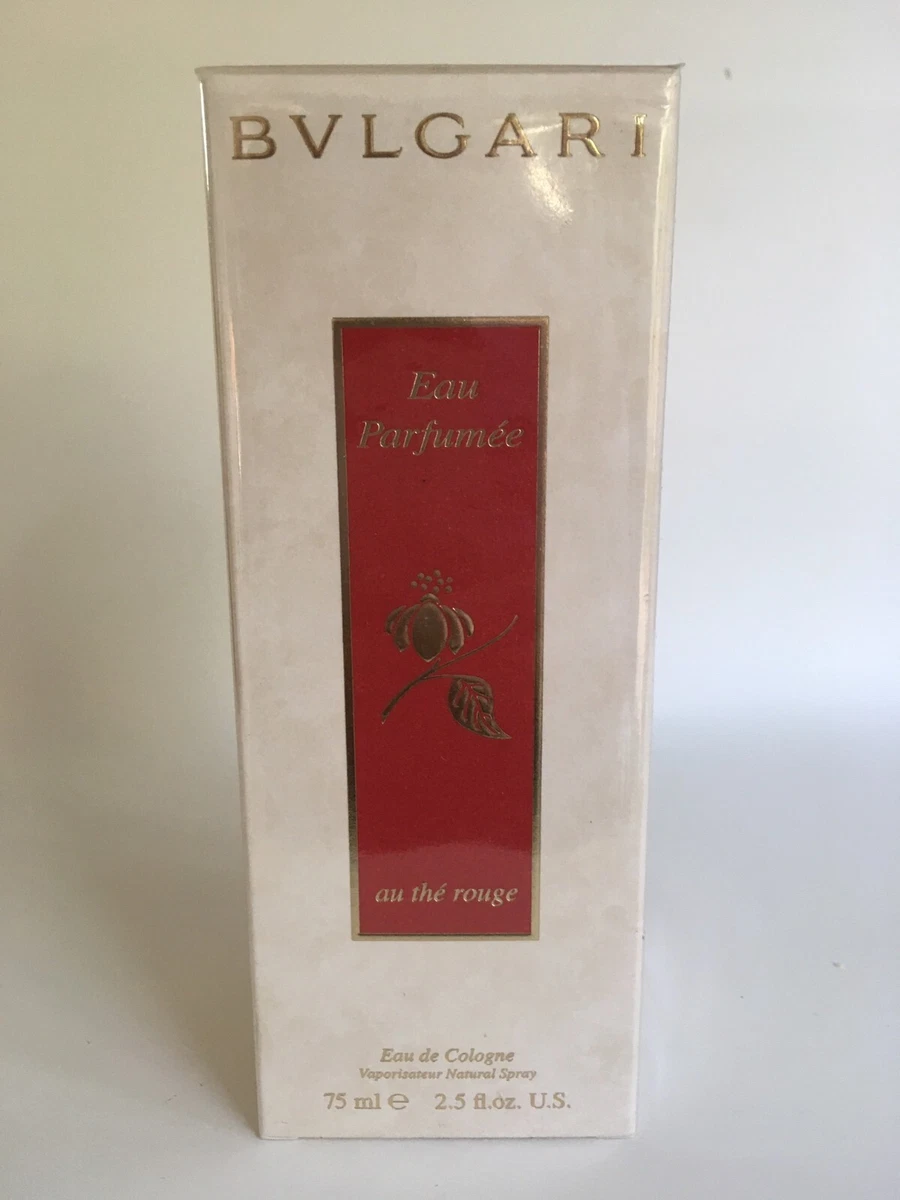 BVLGARI
Eau
Parfumée
au thé rouge
Eau de Cologne
Vaporisateur Natural Spray
75 ml ℮ 2.5 fl.oz. U.S.